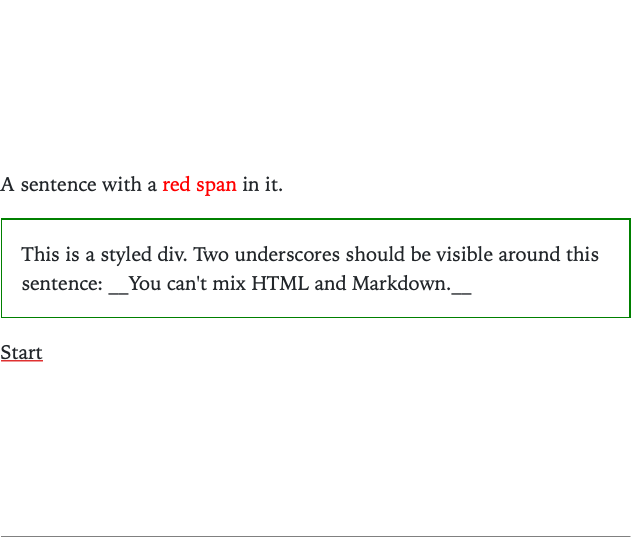 A sentence with a red span in it.
This is a styled div. Two underscores should be visible around this
sentence: __You can't mix HTML and Markdown.__
Start